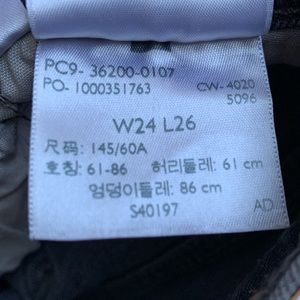 PC9- 36200-0107
PO- 1000351763 CW- 4020
5096
W24 L26
尺码: 145/60A
호칭: 61-86 허리둘레: 61 cm
엉덩이둘레: 86 cm
S40197 AD